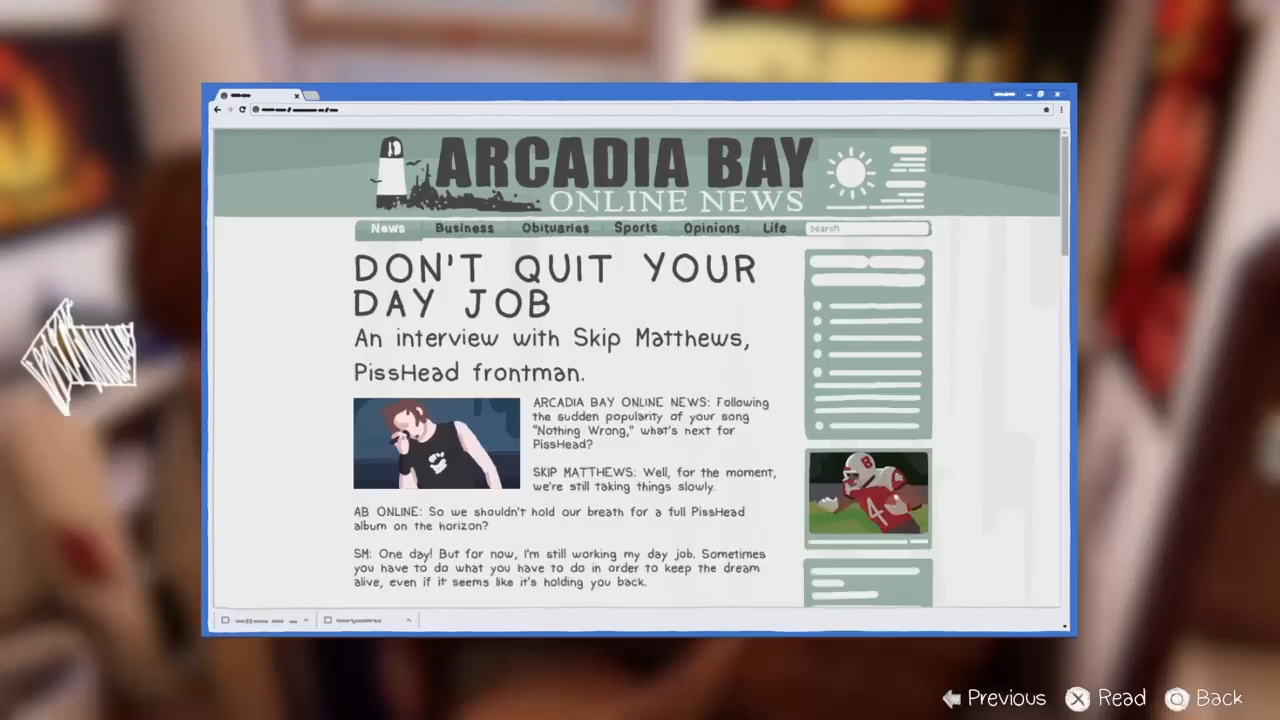 ARCADIA BAY
ONLINE NEWS
News Business Obituaries Sports Opinions Life search
DON'T QUIT YOUR
DAY JOB
An interview with Skip Matthews,
PissHead frontman.
ARCADIA BAY ONLINE NEWS: Following
the sudden popularity of your song
"Nothing Wrong," what's next for
PissHead?
SKIP MATTHEWS: Well, for the moment,
we're still taking things slowly.
AB ONLINE: So we shouldn't hold our breath for a full PissHead
album on the horizon?
SM: One day! But for now, I'm still working my day job. Sometimes
you have to do what you have to do in order to keep the dream
alive, even if it seems like it's holding you back.
B
4
Previous Read Back